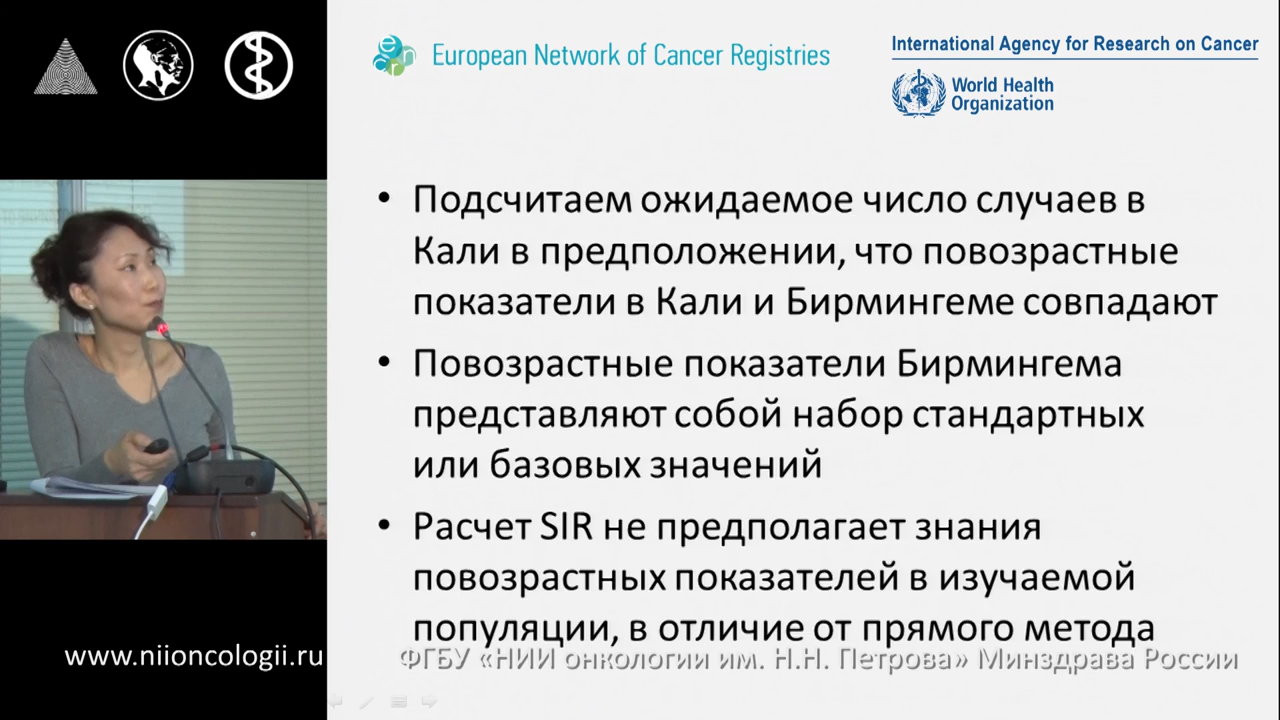 European Network of Cancer Registries
International Agency for Research on Cancer
World Health
Organization
• Подсчитаем ожидаемое число случаев в
Кали в предположении, что повозрастные
показатели в Кали и Бирмингеме совпадают
• Повозрастные показатели Бирмингема
представляют собой набор стандартных
или базовых значений
• Расчет SIR не предполагает знания
повозрастных показателей в изучаемой
популяции, в отличие от прямого метода
www.niioncologii.ru
ФГБУ «НИИ онкологии им. Н.Н. Петрова» Минздрава России